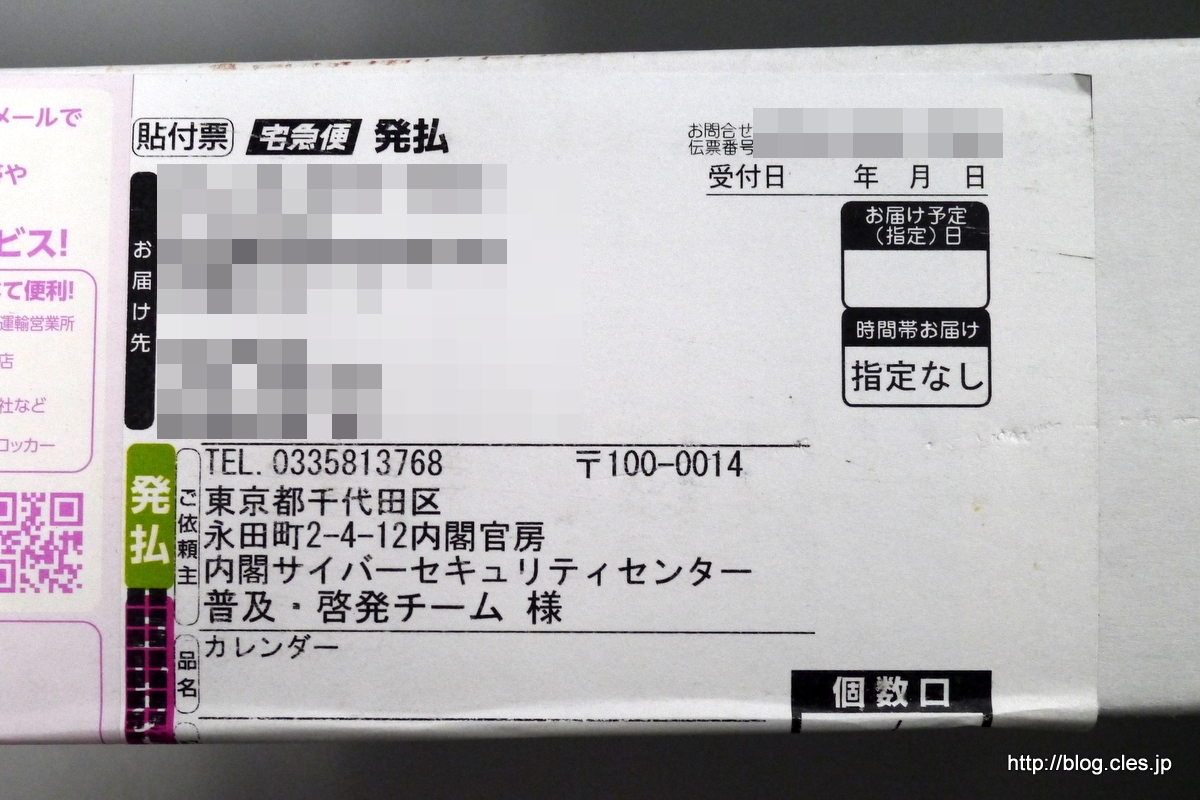 メールで
や
ビス!
て便利!
運輸営業所
店
社など
ロッカー
貼付票 宅急便 発払
お問合せ
伝票番号
受付日 年 月 日
お届け予定
(指定)日
時間帯お届け
指定なし
お届け先
発払
ご依頼主
TEL. 0335813768 〒100-0014
東京都千代田区
永田町2-4-12内閣官房
内閣サイバーセキュリティセンター
普及・啓発チーム 様
品名
カレンダー
個数口
http://blog.cles.jp